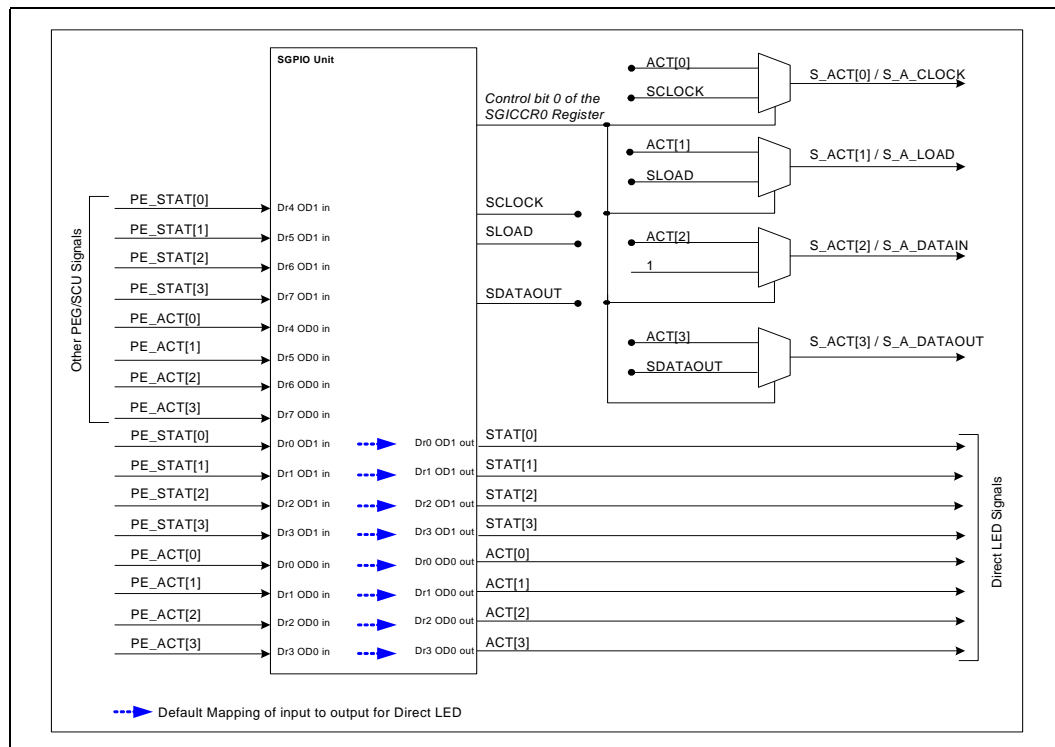 SGPIO Unit
Control bit 0 of the
SGICCR0 Register
ACT[0]
SCLOCK
S_ACT[0] / S_A_CLOCK
ACT[1]
SLOAD
S_ACT[1] / S_A_LOAD
ACT[2]
1
S_ACT[2] / S_A_DATAIN
ACT[3]
SDATAOUT
S_ACT[3] / S_A_DATAOUT
SCLOCK
SLOAD
SDATAOUT
Other PEG/SCU Signals
PE_STAT[0]
Dr4 OD1 in
PE_STAT[1]
Dr5 OD1 in
PE_STAT[2]
Dr6 OD1 in
PE_STAT[3]
Dr7 OD1 in
PE_ACT[0]
Dr4 OD0 in
PE_ACT[1]
Dr5 OD0 in
PE_ACT[2]
Dr6 OD0 in
PE_ACT[3]
Dr7 OD0 in
PE_STAT[0]
Dr0 OD1 in
Dr0 OD1 out
STAT[0]
PE_STAT[1]
Dr1 OD1 in
Dr1 OD1 out
STAT[1]
PE_STAT[2]
Dr2 OD1 in
Dr2 OD1 out
STAT[2]
PE_STAT[3]
Dr3 OD1 in
Dr3 OD1 out
STAT[3]
PE_ACT[0]
Dr0 OD0 in
Dr0 OD0 out
ACT[0]
PE_ACT[1]
Dr1 OD0 in
Dr1 OD0 out
ACT[1]
PE_ACT[2]
Dr2 OD0 in
Dr2 OD0 out
ACT[2]
PE_ACT[3]
Dr3 OD0 in
Dr3 OD0 out
ACT[3]
Direct LED Signals
Default Mapping of input to output for Direct LED